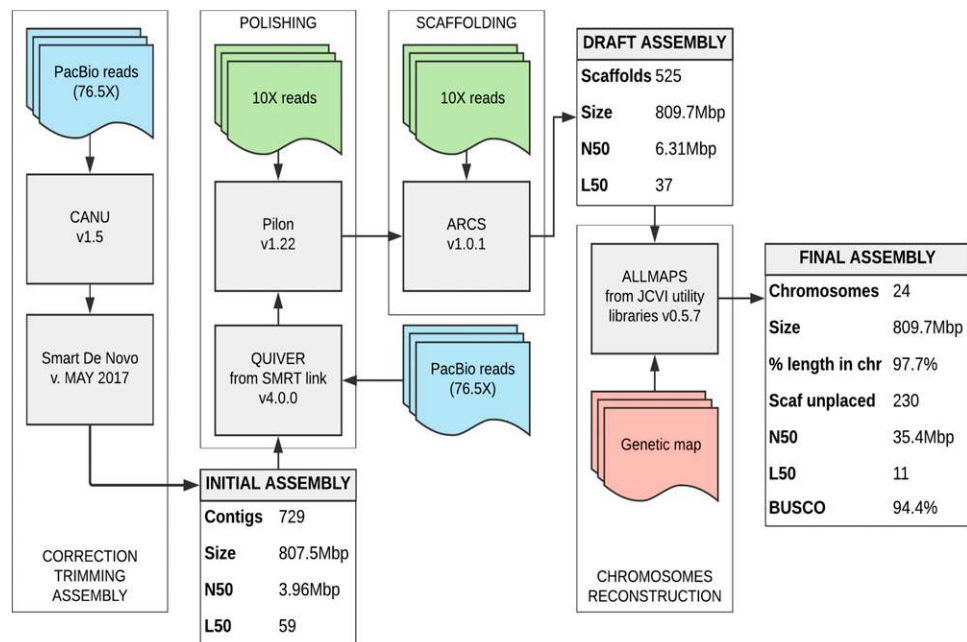 PacBio reads
(76.5X)
CANU
v1.5
Smart De Novo
v. MAY 2017
CORRECTION
TRIMMING
ASSEMBLY
POLISHING
10X reads
Pilon
v1.22
QUIVER
from SMRT link
v4.0.0
PacBio reads
(76.5X)
INITIAL ASSEMBLY
Contigs 729
Size 807.5Mbp
N50 3.96Mbp
L50 59
SCAFFOLDING
10X reads
ARCS
v1.0.1
DRAFT ASSEMBLY
Scaffolds 525
Size 809.7Mbp
N50 6.31Mbp
L50 37
ALLMAPS
from JCVI utility
libraries v0.5.7
Genetic map
CHROMOSOMES
RECONSTRUCTION
FINAL ASSEMBLY
Chromosomes 24
Size 809.7Mbp
% length in chr 97.7%
Scaf unplaced 230
N50 35.4Mbp
L50 11
BUSCO 94.4%